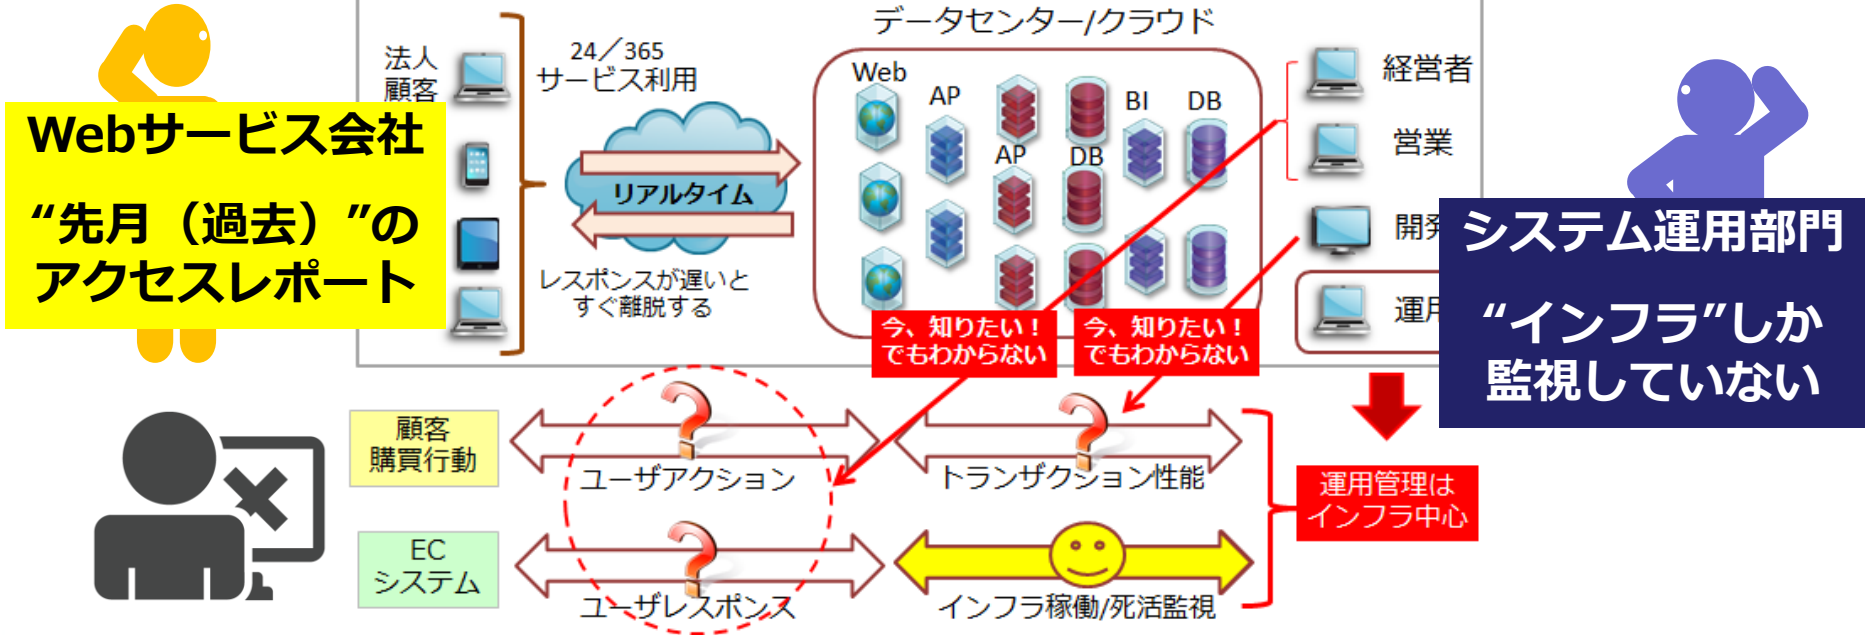 データセンター/クラウド
法人
顧客
24／365
サービス利用
Web
AP
AP
DB
BI
DB
経営者
営業
開発
運用
Webサービス会社
“先月（過去）”の
アクセスレポート
リアルタイム
レスポンスが遅いと
すぐ離脱する
システム運用部門
“インフラ”しか
監視していない
今、知りたい！
でもわからない
今、知りたい！
でもわからない
顧客
購買行動
ユーザアクション
トランザクション性能
運用管理は
インフラ中心
EC
システム
ユーザレスポンス
インフラ稼働/死活監視